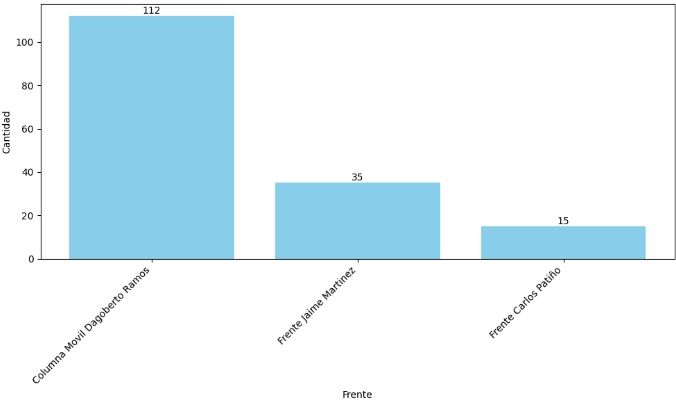 112
35
15
100
80
60
40
20
0
Cantidad
Columna Movil Dagoberto Ramos
Frente Jaime Martinez
Frente Carlos Patiño
Frente